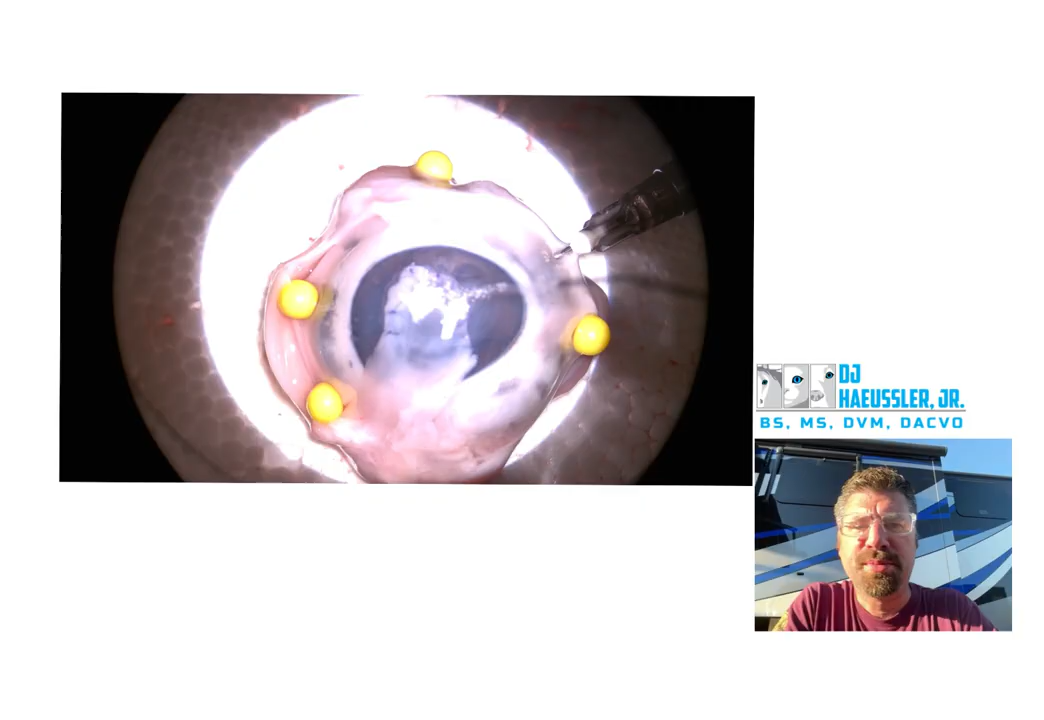 DJ
HAEUSSLER, JR.
BS, MS, DVM, DACVO